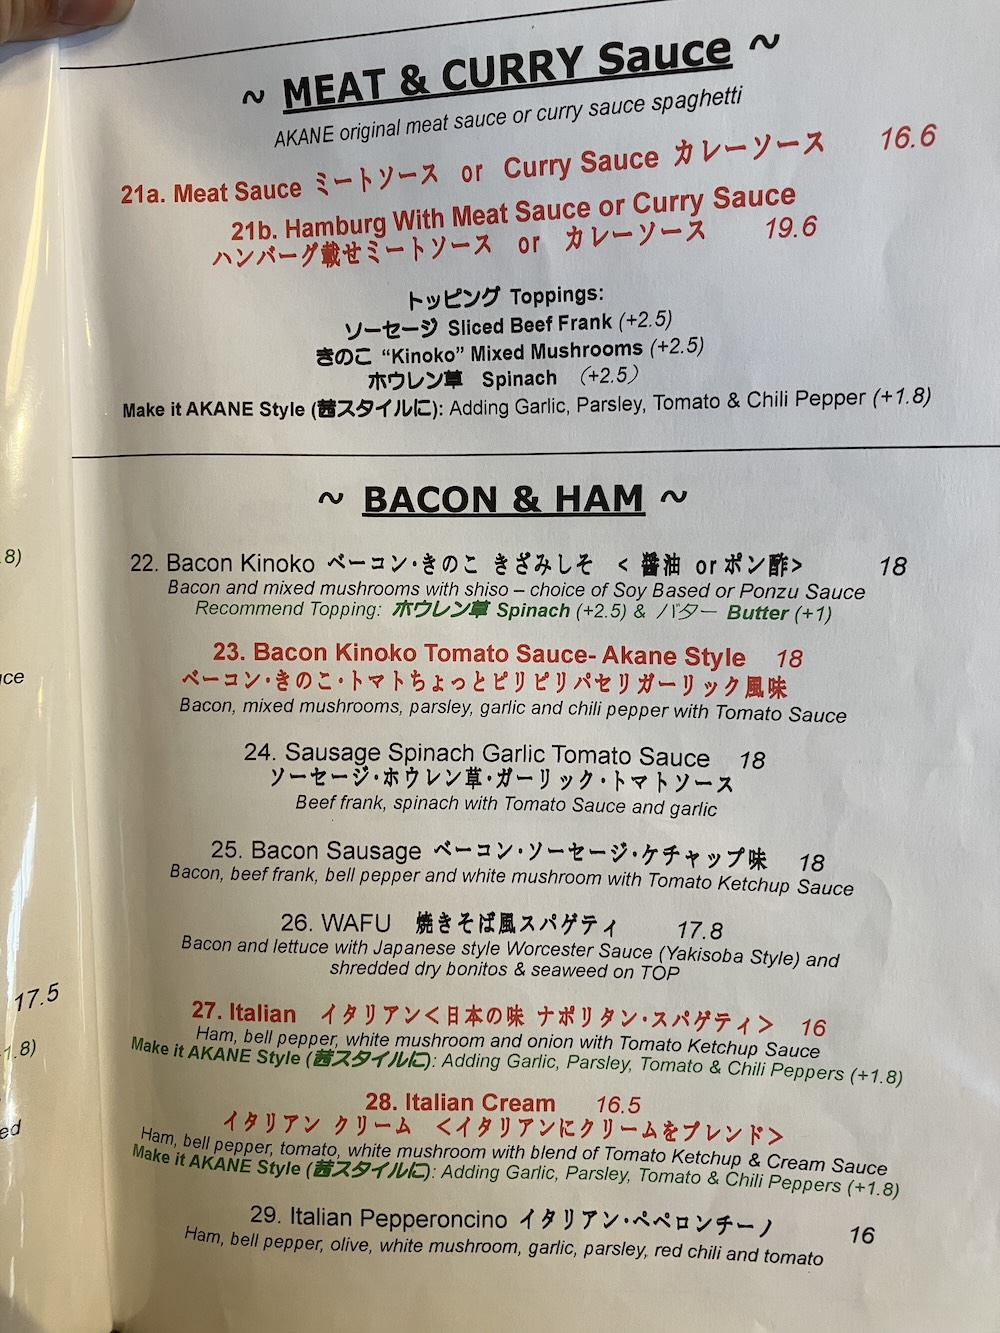 ~ MEAT & CURRY Sauce ~
AKANE original meat sauce or curry sauce spaghetti
21a. Meat Sauce ミートソース or Curry Sauce カレーソース 16.6
21b. Hamburg With Meat Sauce or Curry Sauce
ハンバーグ載せミートソース or カレーソース 19.6
トッピング Toppings:
ソーセージ Sliced Beef Frank (+2.5)
きのこ “Kinoko” Mixed Mushrooms (+2.5)
ホウレン草 Spinach (+2.5)
Make it AKANE Style (茜スタイルに): Adding Garlic, Parsley, Tomato & Chili Pepper (+1.8)
~ BACON & HAM ~
22. Bacon Kinoko ベーコン・きのこ きざみしそ < 醤油 or ポン酢> 18
Bacon and mixed mushrooms with shiso – choice of Soy Based or Ponzu Sauce
Recommend Topping: ホウレン草 Spinach (+2.5) & バター Butter (+1)
23. Bacon Kinoko Tomato Sauce- Akane Style 18
ベーコン・きのこ・トマトちょっとピリピリパセリガーリック風味
Bacon, mixed mushrooms, parsley, garlic and chili pepper with Tomato Sauce
24. Sausage Spinach Garlic Tomato Sauce 18
ソーセージ・ホウレン草・ガーリック・トマトソース
Beef frank, spinach with Tomato Sauce and garlic
25. Bacon Sausage ベーコン・ソーセージ・ケチャップ味 18
Bacon, beef frank, bell pepper and white mushroom with Tomato Ketchup Sauce
26. WAFU 焼きそば風スパゲティ 17.8
Bacon and lettuce with Japanese style Worcester Sauce (Yakisoba Style) and
shredded dry bonitos & seaweed on TOP
27. Italian イタリアン<日本の味 ナポリタン・スパゲティ> 16
Ham, bell pepper, white mushroom and onion with Tomato Ketchup Sauce
Make it AKANE Style (茜スタイルに): Adding Garlic, Parsley, Tomato & Chili Peppers (+1.8)
28. Italian Cream 16.5
イタリアン クリーム <イタリアンにクリームをブレンド>
Ham, bell pepper, tomato, white mushroom with blend of Tomato Ketchup & Cream Sauce
Make it AKANE Style (茜スタイルに): Adding Garlic, Parsley, Tomato & Chili Peppers (+1.8)
29. Italian Pepperoncino イタリアン・ペペロンチーノ 16
Ham, bell pepper, olive, white mushroom, garlic, parsley, red chili and tomato
17.5